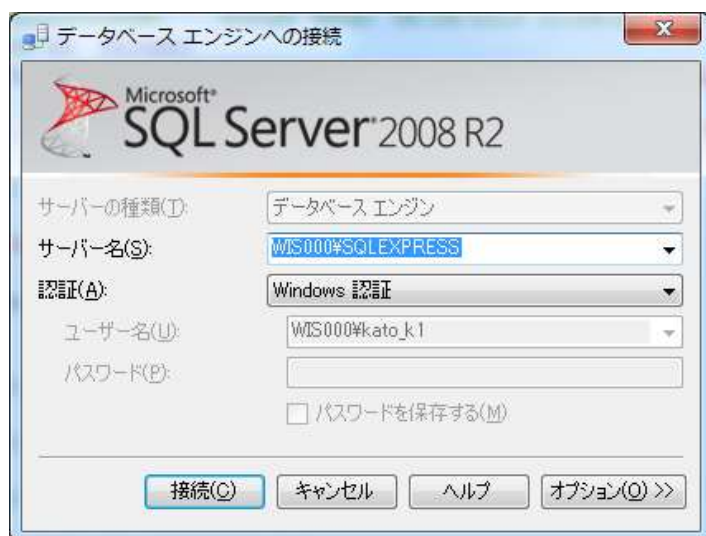 データベース エンジンへの接続
Microsoft®
SQL Server® 2008 R2
サーバーの種類(T): データベース エンジン
サーバー名(S): WIS000¥SQLEXPRESS
認証(A): Windows 認証
ユーザー名(U): WIS000¥kato_k1
パスワード(P):
パスワードを保存する(M)
接続(C) キャンセル ヘルプ オプション(O) >>